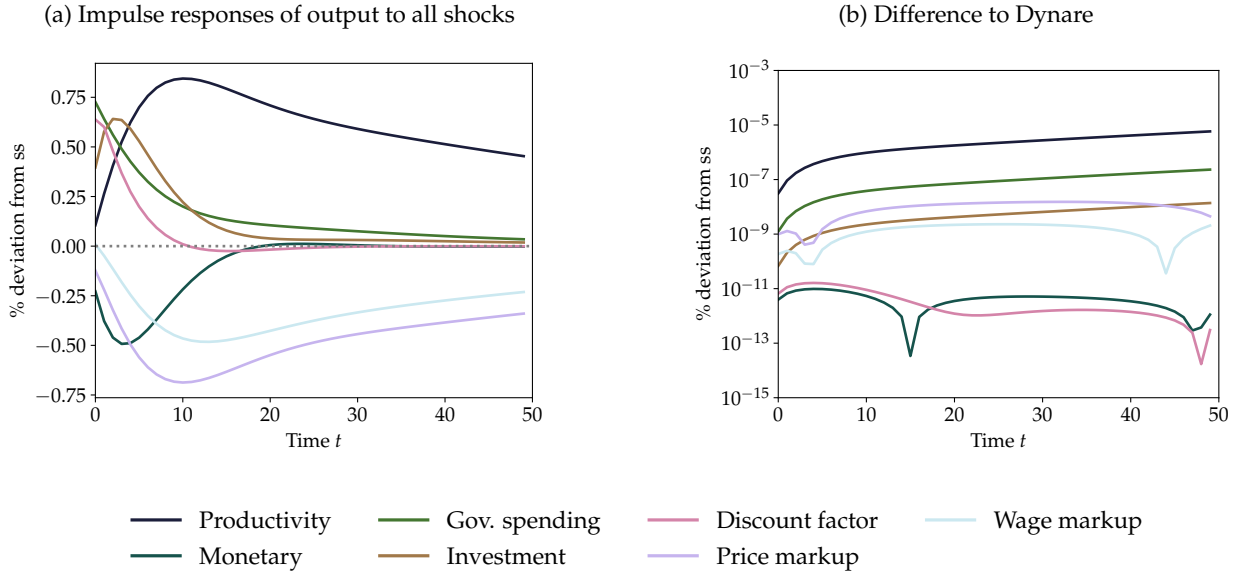 (a) Impulse responses of output to all shocks
% deviation from ss
0.75
0.50
0.25
0.00
−0.25
−0.50
−0.75
0 10 20 30 40 50
Time t
(b) Difference to Dynare
% deviation from ss
10⁻³
10⁻⁵
10⁻⁷
10⁻⁹
10⁻¹¹
10⁻¹³
10⁻¹⁵
0 10 20 30 40 50
Time t
Productivity Gov. spending Discount factor Wage markup
Monetary Investment Price markup